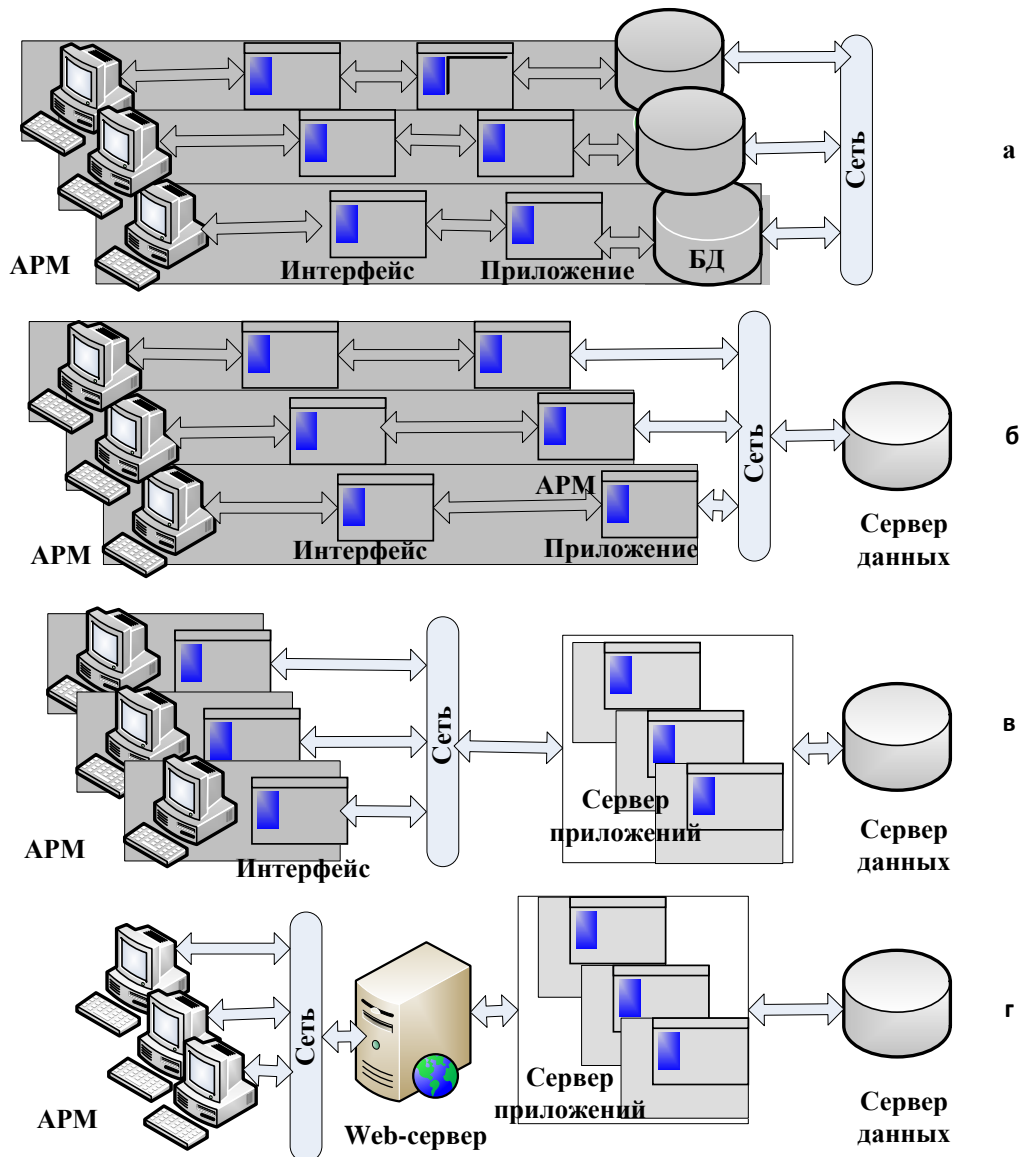 Сеть
а
АРМ
Интерфейс
Приложение
БД
Сеть
б
АРМ
АРМ
Интерфейс
Приложение
Сервер
данных
Сеть
в
Сервер
приложений
АРМ
Интерфейс
Сервер
данных
Сеть
г
Сервер
приложений
АРМ
Web-сервер
Сервер
данных